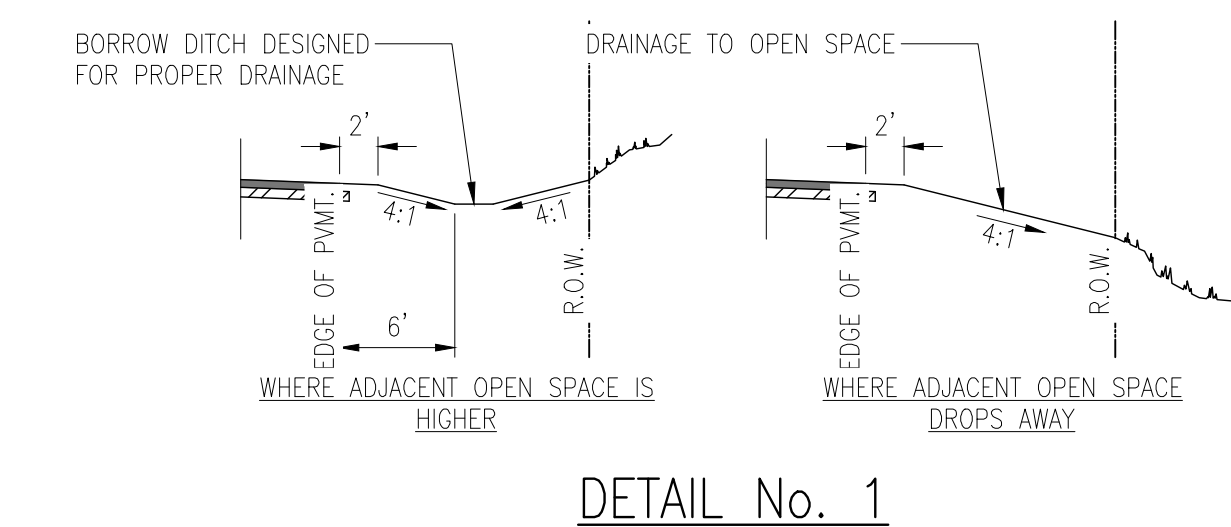 BORROW DITCH DESIGNED
FOR PROPER DRAINAGE
2'
4:1
4:1
EDGE OF PVMT.
R.O.W.
6'
WHERE ADJACENT OPEN SPACE IS
HIGHER
DRAINAGE TO OPEN SPACE
2'
4:1
EDGE OF PVMT.
R.O.W.
WHERE ADJACENT OPEN SPACE
DROPS AWAY
DETAIL No. 1